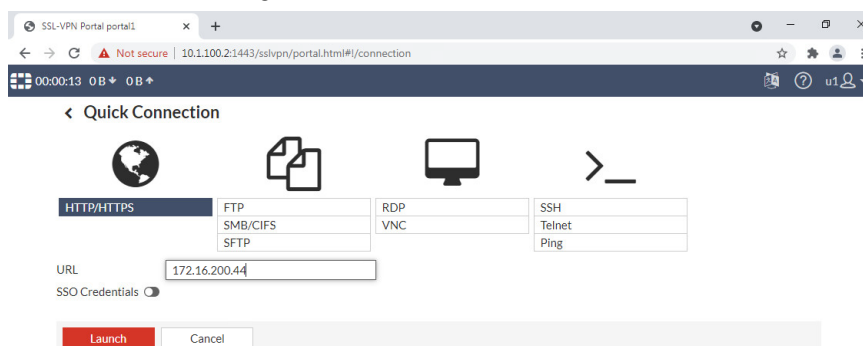 SSL-VPN Portal portal1
Not secure | 10.1.100.2:1443/sslvpn/portal.html#!/connection
00:00:13 0 B 0 B u1
Quick Connection
HTTP/HTTPS FTP RDP SSH
SMB/CIFS VNC Telnet
SFTP Ping
URL 172.16.200.44
SSO Credentials
Launch Cancel